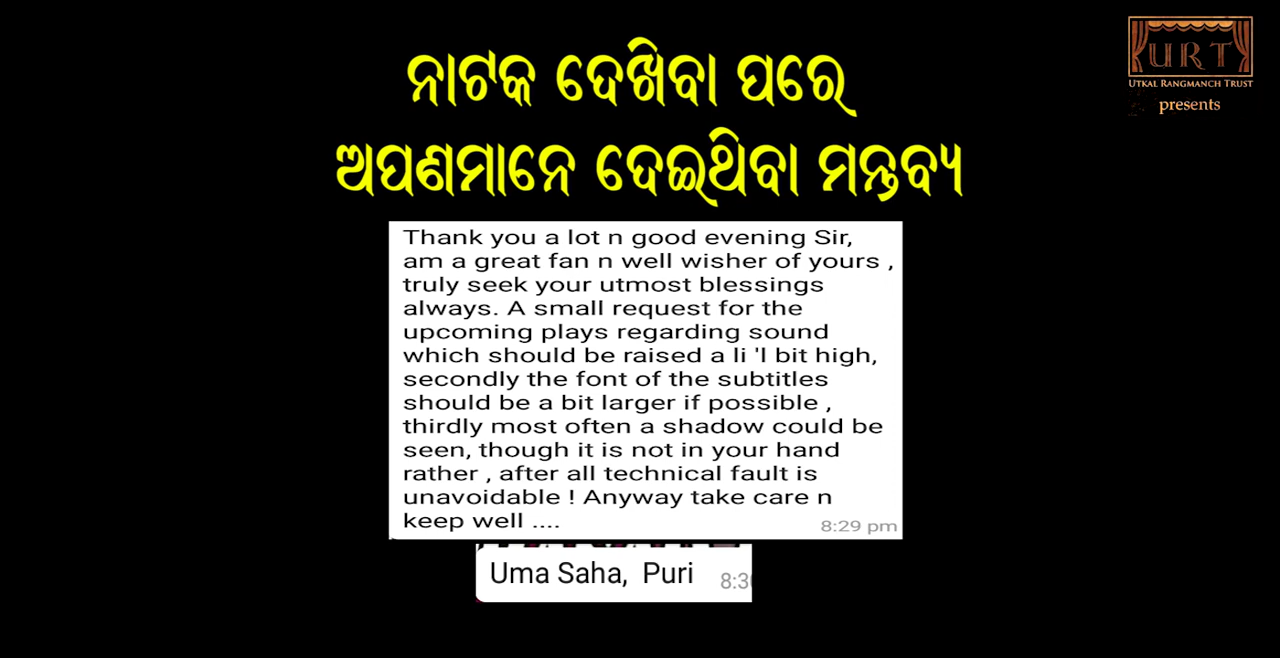 URT
UTKAL RANGMANCH TRUST
presents
ନାଟକ ଦେଖିବା ପରେ
ଅପଣମାନେ ଦେଇଥିବା ମନ୍ତବ୍ୟ
Thank you a lot n good evening Sir,
am a great fan n well wisher of yours ,
truly seek your utmost blessings
always. A small request for the
upcoming plays regarding sound
which should be raised a li 'l bit high,
secondly the font of the subtitles
should be a bit larger if possible ,
thirdly most often a shadow could be
seen, though it is not in your hand
rather , after all technical fault is
unavoidable ! Anyway take care n
keep well ....
8:29 pm
Uma Saha, Puri